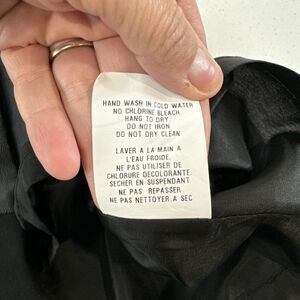 HAND WASH IN COLD WATER
NO CHLORINE BLEACH.
HANG TO DRY.
DO NOT IRON
DO NOT DRY CLEAN
LAVER A LA MAIN A
L'EAU FROIDE.
NE PAS UTILISER DE
CHLORURE DECOLORANTE.
SECHER EN SUSPENDANT
NE PAS REPASSER
NE PAS NETTOYER A SEC